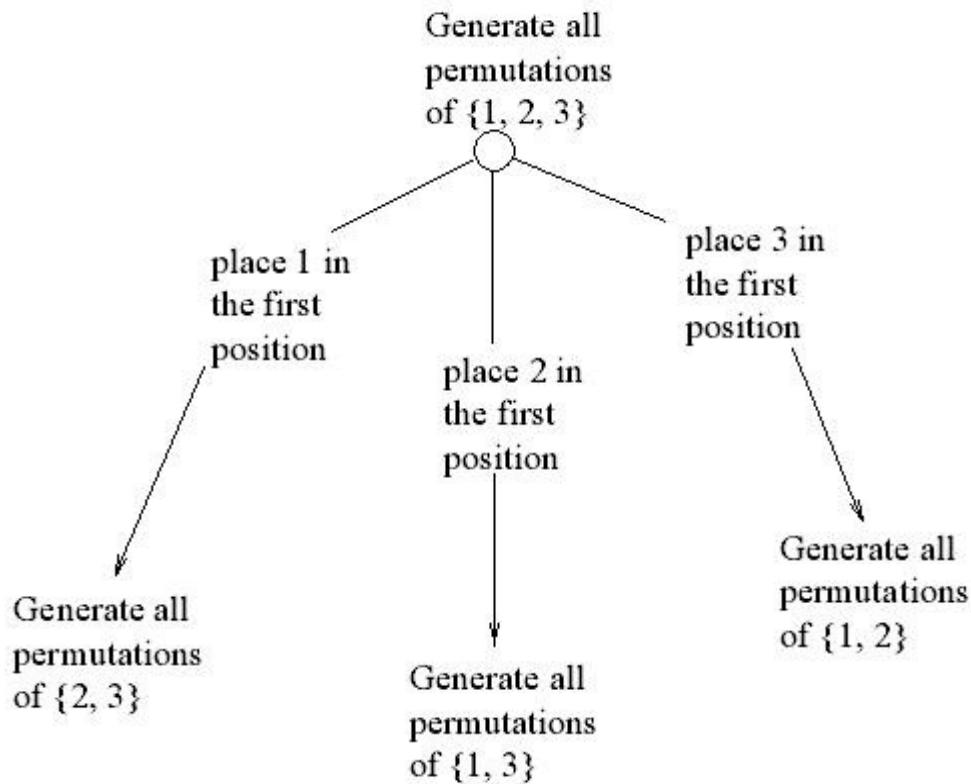 Generate all
permutations
of {1, 2, 3}
place 1 in
the first
position
place 2 in
the first
position
place 3 in
the first
position
Generate all
permutations
of {2, 3}
Generate all
permutations
of {1, 3}
Generate all
permutations
of {1, 2}